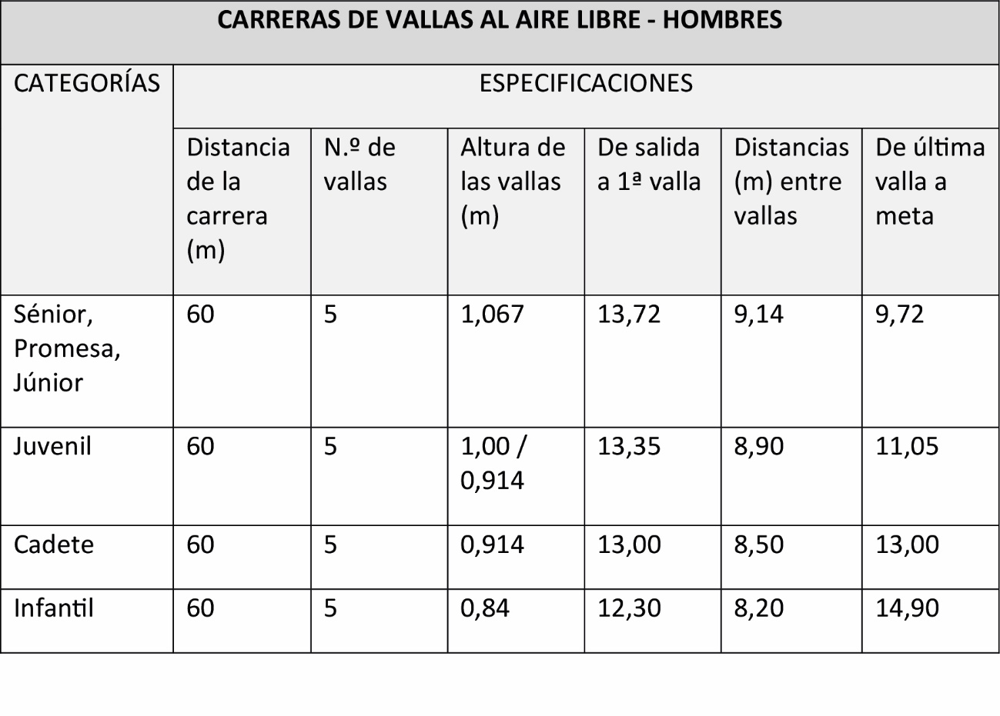 CARRERAS DE VALLAS AL AIRE LIBRE - HOMBRES
CATEGORÍAS
ESPECIFICACIONES
Distancia
de la
carrera
(m)
N.º de
vallas
Altura de
las vallas
(m)
De salida
a 1ª valla
Distancias
(m) entre
vallas
De última
valla a
meta
Sénior,
Promesa,
Júnior
60
5
1,067
13,72
9,14
9,72
Juvenil
60
5
1,00 /
0,914
13,35
8,90
11,05
Cadete
60
5
0,914
13,00
8,50
13,00
Infantil
60
5
0,84
12,30
8,20
14,90